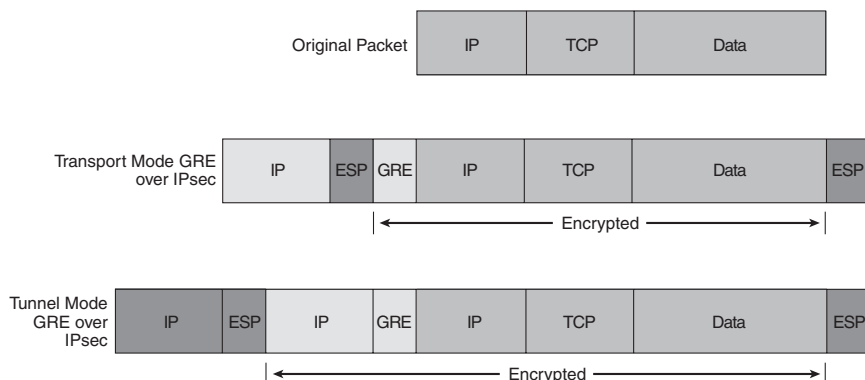 Original Packet
IP TCP Data
Transport Mode GRE
over IPsec
IP ESP GRE IP TCP Data ESP
Encrypted
Tunnel Mode
GRE over
IPsec
IP ESP IP GRE IP TCP Data ESP
Encrypted